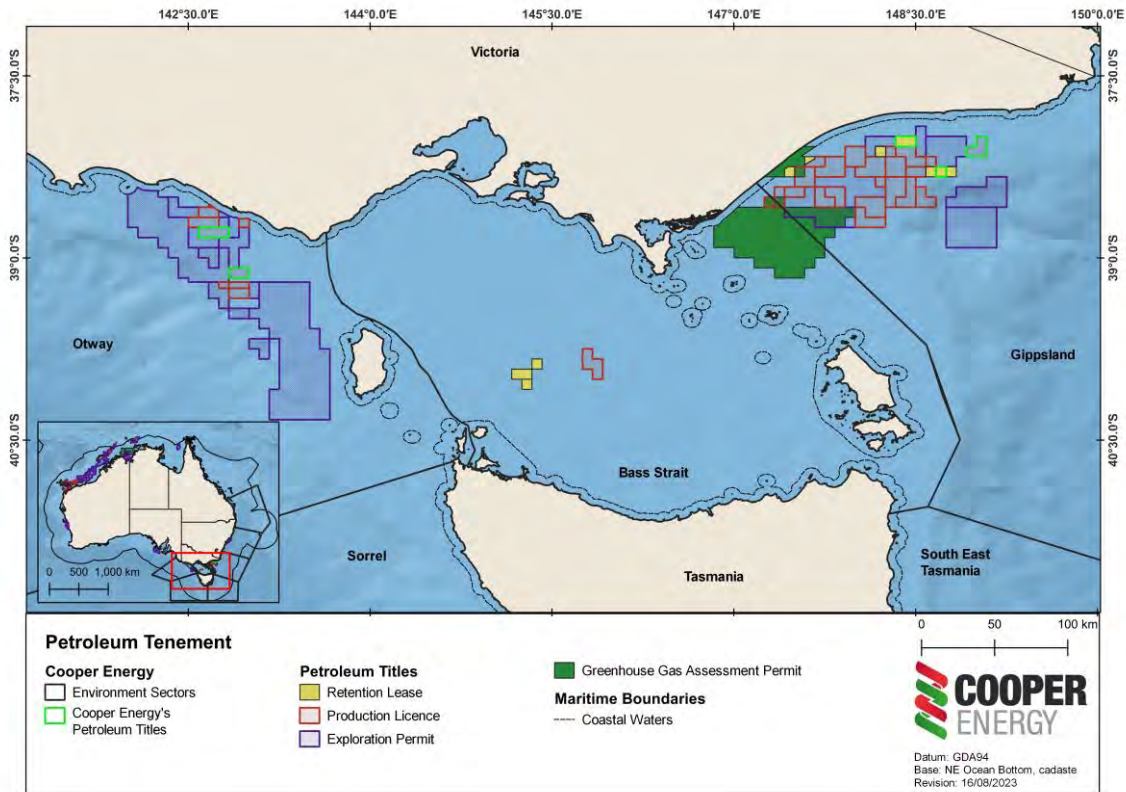 142°30.0'E 144°0.0'E 145°30.0'E 147°0.0'E 148°30.0'E 150°0.0'E
37°30.0'S
37°30.0'S
Victoria
39°0.0'S
39°0.0'S
Otway
Gippsland
40°30.0'S
40°30.0'S
Bass Strait
Sorrel
Tasmania
South East
Tasmania
0 500 1,000 km
Petroleum Tenement
Cooper Energy
Environment Sectors
Cooper Energy's
Petroleum Titles
Petroleum Titles
Retention Lease
Production Licence
Exploration Permit
Greenhouse Gas Assessment Permit
Maritime Boundaries
Coastal Waters
0 50 100 km
COOPER
ENERGY
Datum: GDA94
Base: NE Ocean Bottom, cadaste
Revision: 16/08/2023